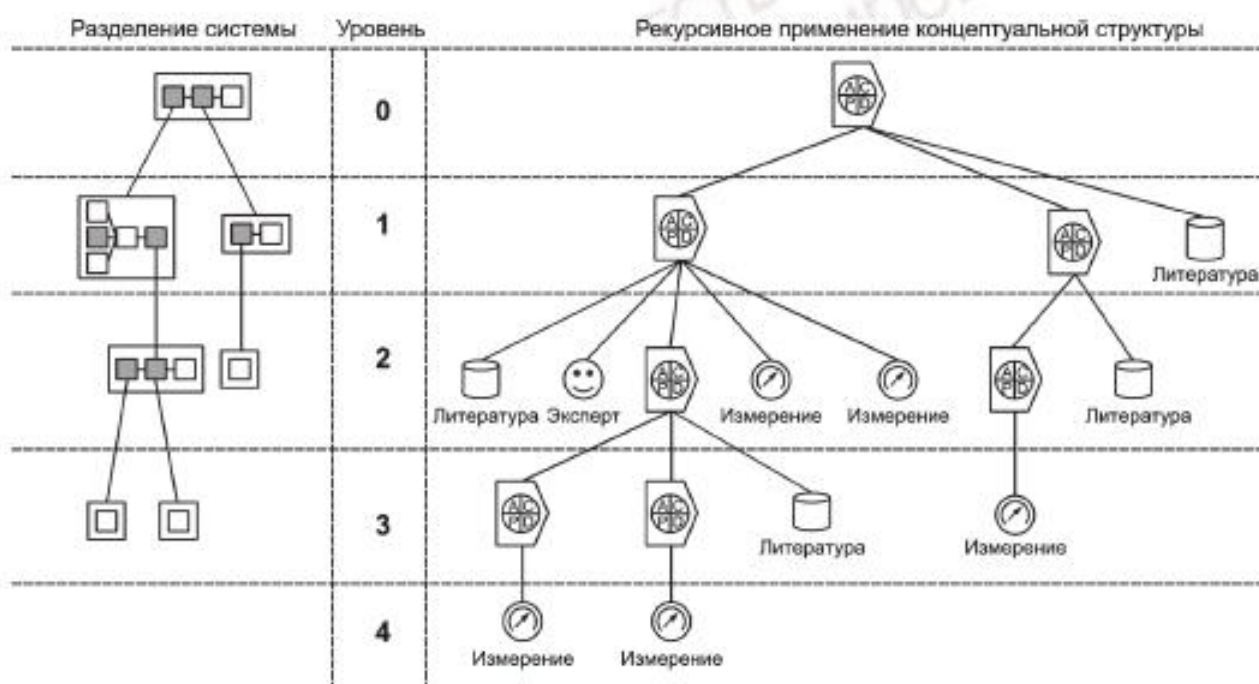 Разделение системы Уровень Рекурсивное применение концептуальной структуры
0
A C
P D
1
A C
P D
A C
P D
Литература
2
A C
P D
A C
P D
Литература Эксперт Измерение Измерение Литература
3
A C
P D
A C
P D
Литература Измерение
4
Измерение Измерение